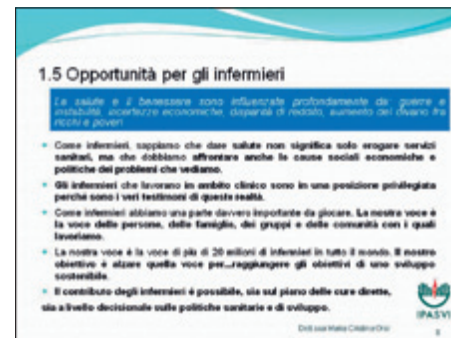 1.5 Opportunità per gli infermieri
La salute e il benessere sono influenzate profondamente da guerre e
instabilità, incertezze economiche, disparità di reddito, aumento del divario fra
ricchi e poveri
Come infermieri, sappiamo che dare salute non significa solo erogare servizi
sanitari, ma che dobbiamo affrontare anche le cause sociali economiche e
politiche dei problemi che vediamo.
Gli infermieri che lavorano in ambito clinico sono in una posizione privilegiata
perché sono i veri testimoni di queste realtà.
Come infermieri abbiamo una parte davvero importante da giocare. La nostra voce è
la voce delle persone, delle famiglie, dei gruppi e delle comunità con i quali
lavoriamo.
La nostra voce è la voce di più di 20 milioni di infermieri in tutto il mondo. Il nostro
obiettivo è alzare quella voce per...raggiungere gli obiettivi di uno sviluppo
sostenibile.
Il contributo degli infermieri è possibile, sia sul piano delle cure dirette,
sia a livello decisionale sulle politiche sanitarie e di sviluppo.
IPASVI
Dott.ssa Maria Cristina